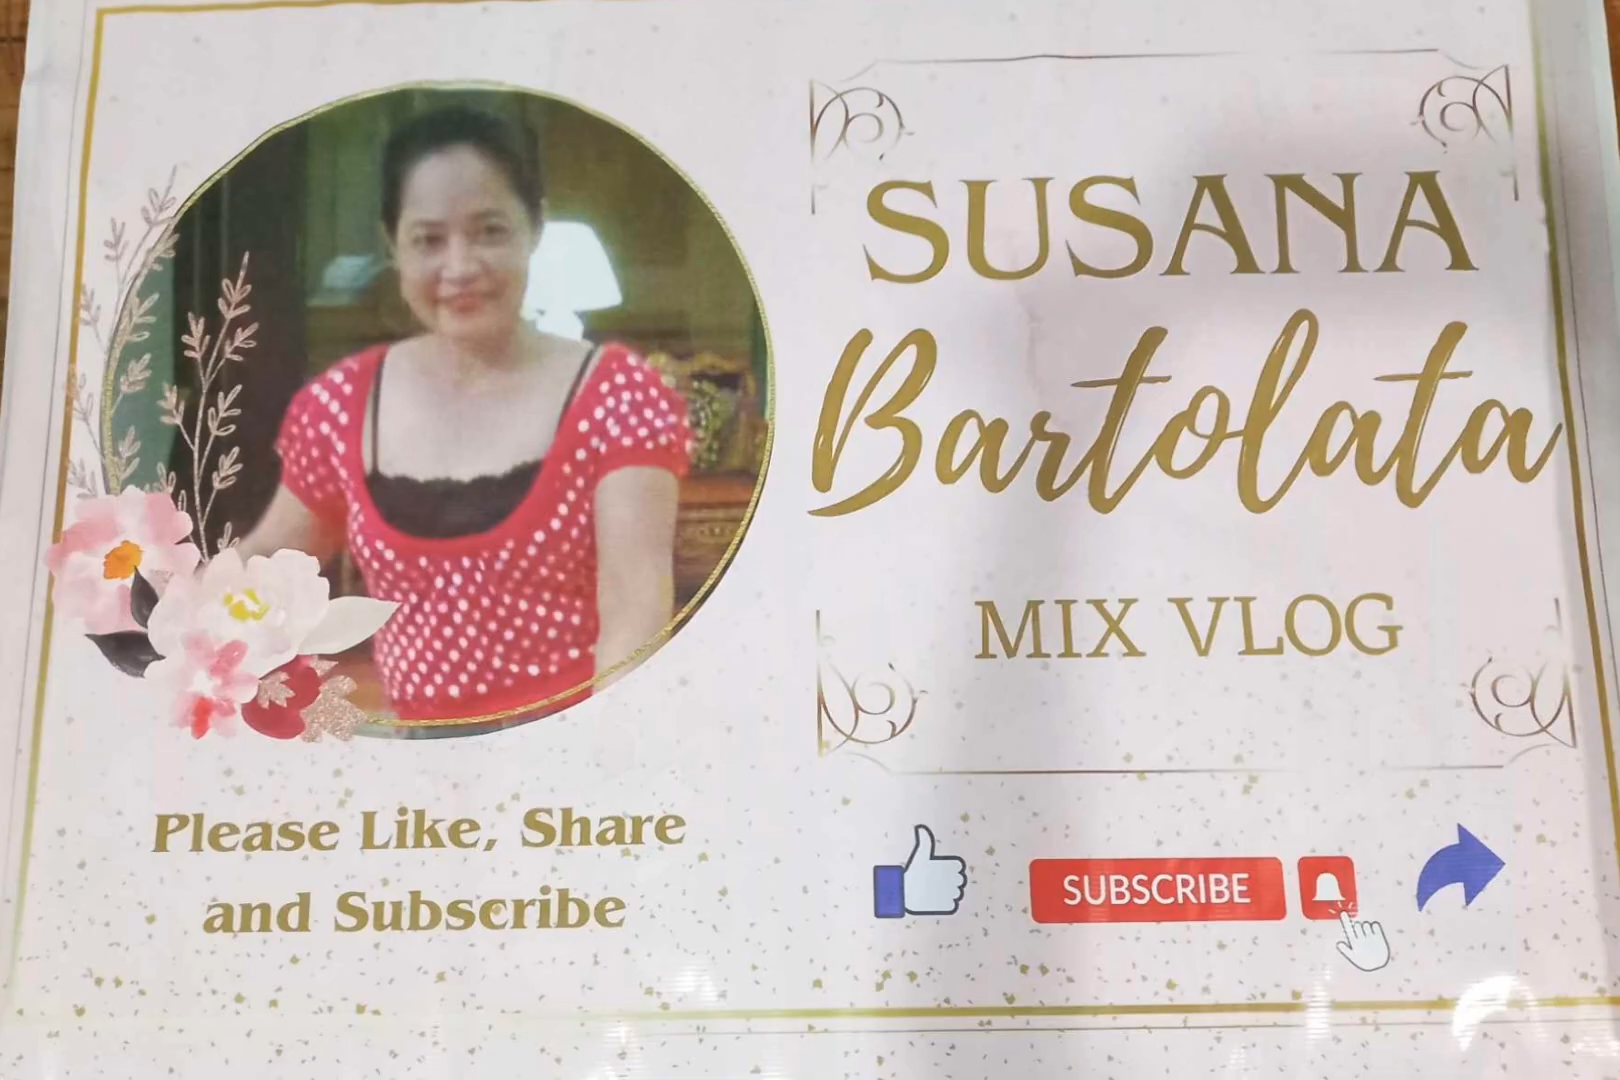 SUSANA
Bartolata
MIX VLOG
Please Like, Share
and Subscribe
SUBSCRIBE